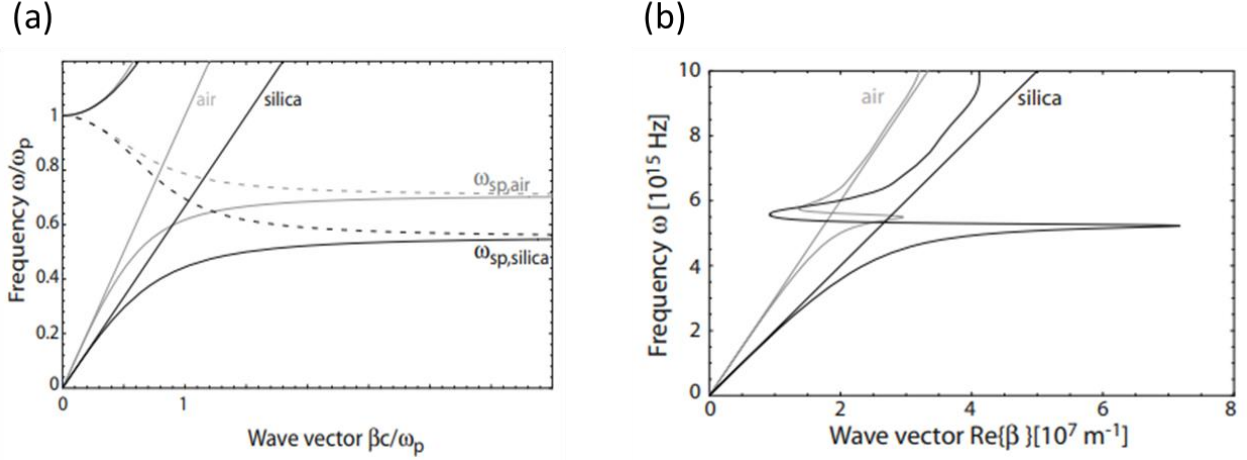 (a)
(b)
Frequency ω/ωp
1
0.8
0.6
0.4
0.2
0
0
1
air
silica
ωsp,air
ωsp,silica
Wave vector βc/ωp
Frequency ω [10¹⁵ Hz]
10
8
6
4
2
0
0
2
4
6
8
air
silica
Wave vector Re{β }[10⁷ m⁻¹]